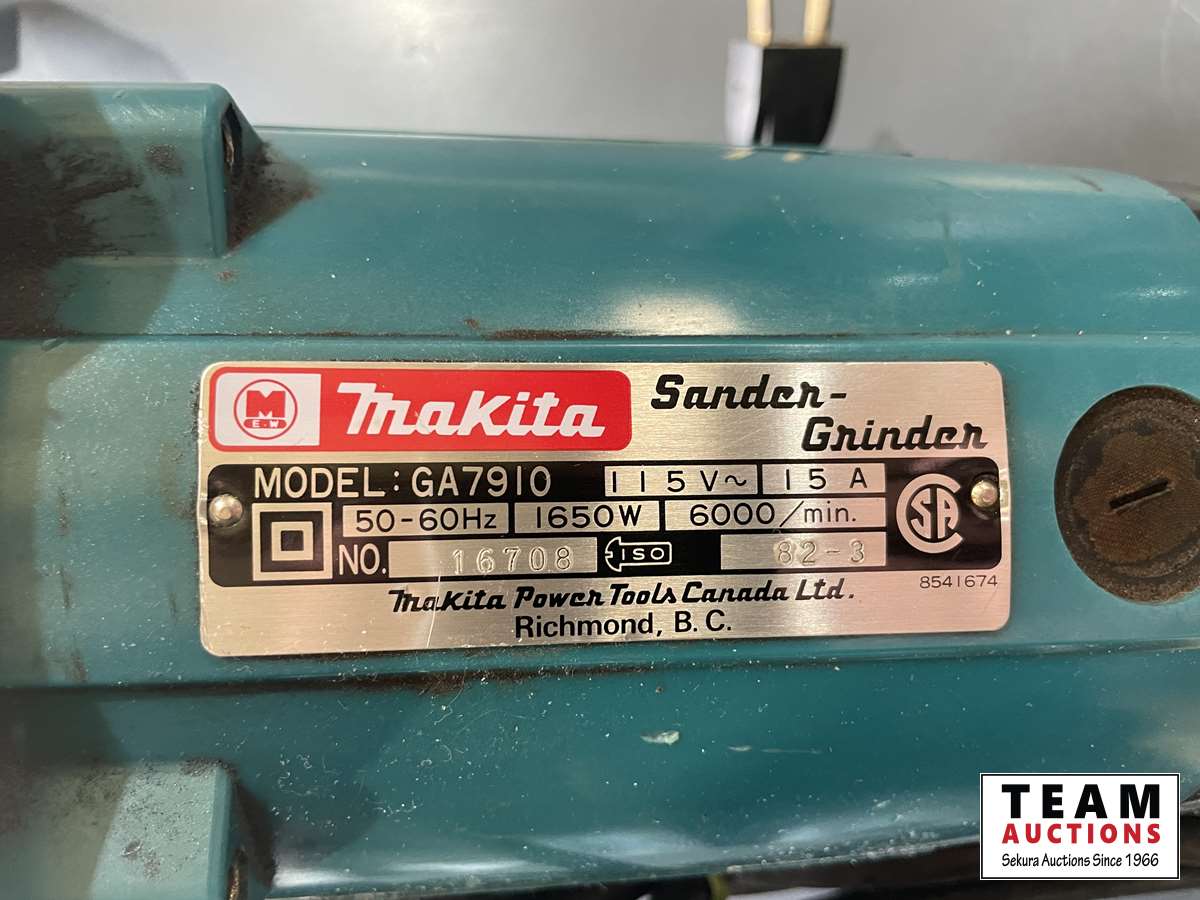 M
E-W
Makita
Sander-
Grinder
MODEL: GA7910 115V~ 15 A
50-60Hz 1650W 6000/min.
NO. 16708 ISO 82-3
CSA
8541674
Makita Power Tools Canada Ltd.
Richmond, B. C.
TEAM
AUCTIONS
Sekura Auctions Since 1966